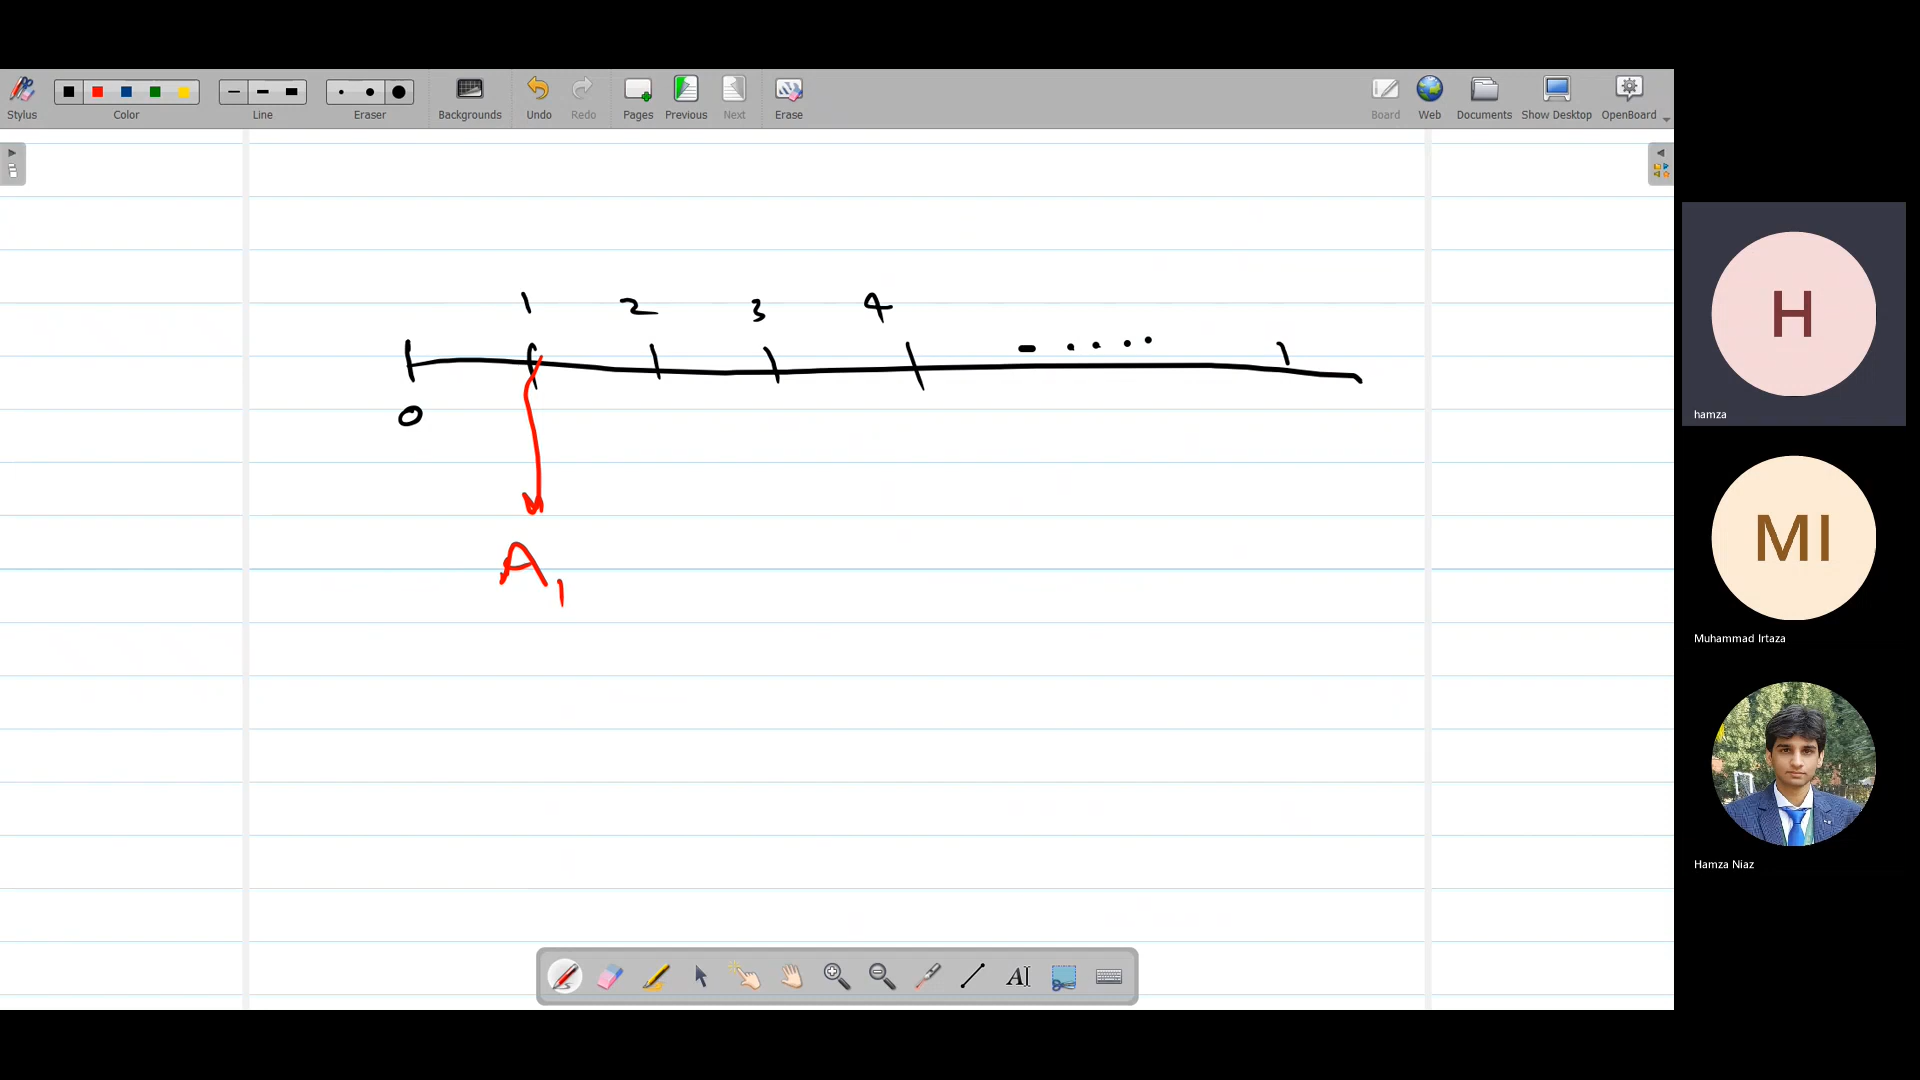 Stylus Color Line Eraser Backgrounds Undo Redo Pages Previous Next Erase Board Web Documents Show Desktop OpenBoard
1 2 3 4
0
A1
H
hamza
MI
Muhammad Irtaza
Hamza Niaz
AI